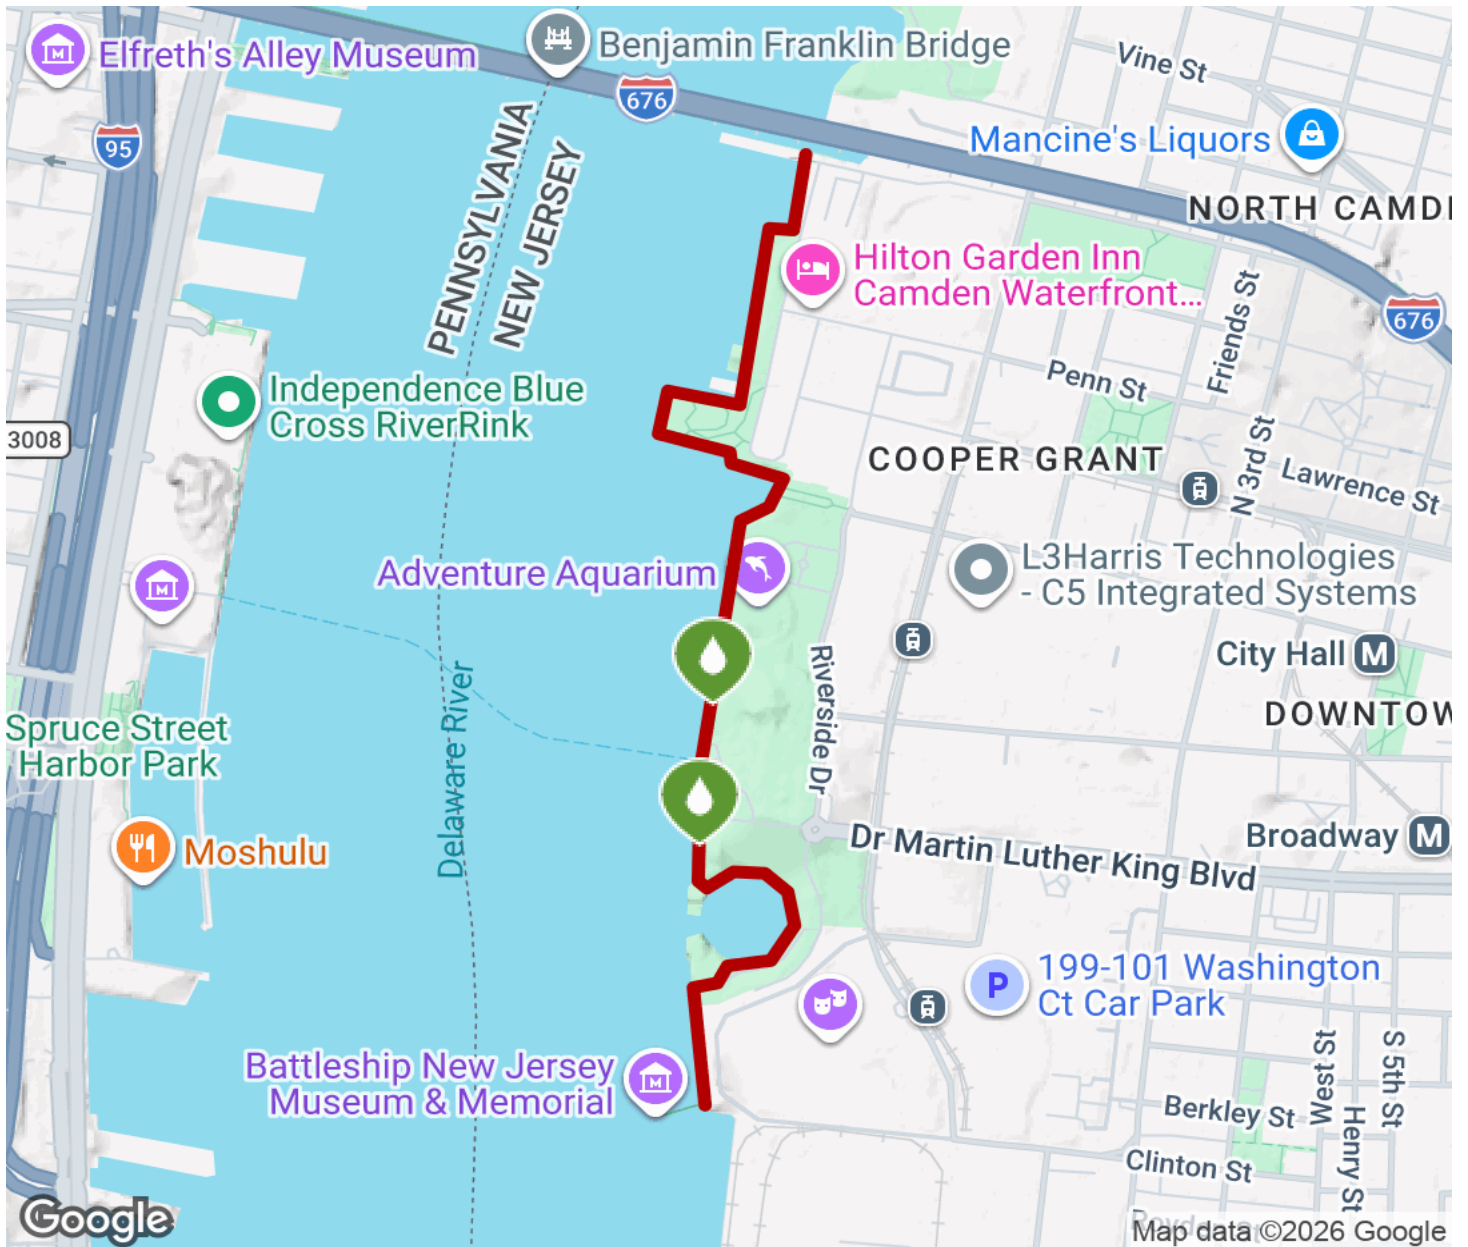 Elfreth's Alley Museum
Benjamin Franklin Bridge
Vine St
676
95
Mancine's Liquors
PENNSYLVANIA
NEW JERSEY
NORTH CAMD
Hilton Garden Inn
Camden Waterfront...
Friends St
676
Penn St
Independence Blue
Cross RiverRink
3008
COOPER GRANT
N 3rd St
Lawrence St
Adventure Aquarium
L3Harris Technologies
- C5 Integrated Systems
City Hall M
Riverside Dr
Delaware River
DOWNTOW
Spruce Street
Harbor Park
Moshulu
Dr Martin Luther King Blvd
Broadway M
P
199-101 Washington
Ct Car Park
Battleship New Jersey
Museum & Memorial
West St
S 5th St
Berkley St
Henry St
Clinton St
Google
Map data ©2026 Google